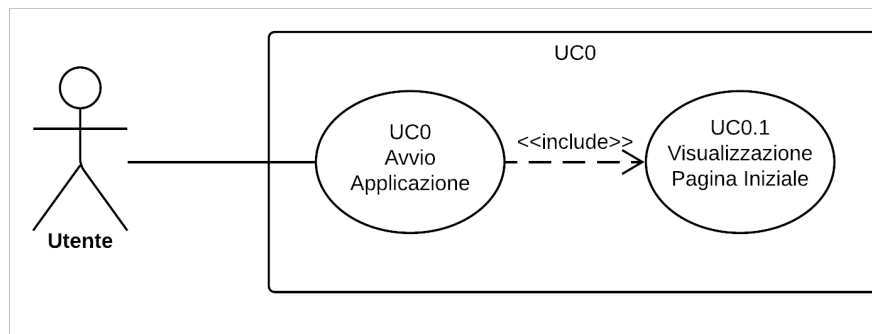 UC0
UC0
Avvio
Applicazione
<<include>>
UC0.1
Visualizzazione
Pagina Iniziale
Utente